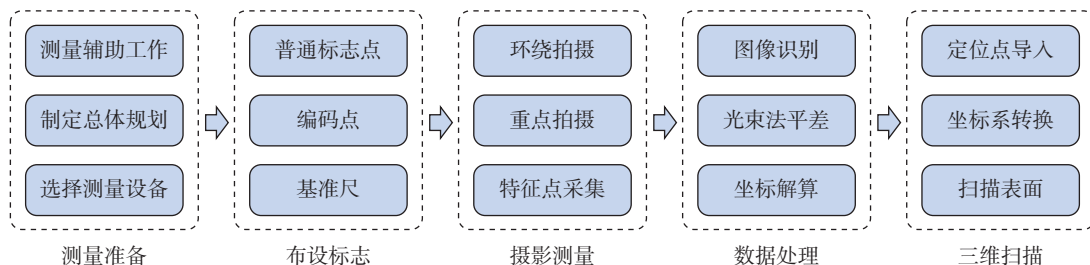 测量辅助工作
制定总体规划
选择测量设备
测量准备
普通标志点
编码点
基准尺
布设标志
环绕拍摄
重点拍摄
特征点采集
摄影测量
图像识别
光束法平差
坐标解算
数据处理
定位点导入
坐标系转换
扫描表面
三维扫描